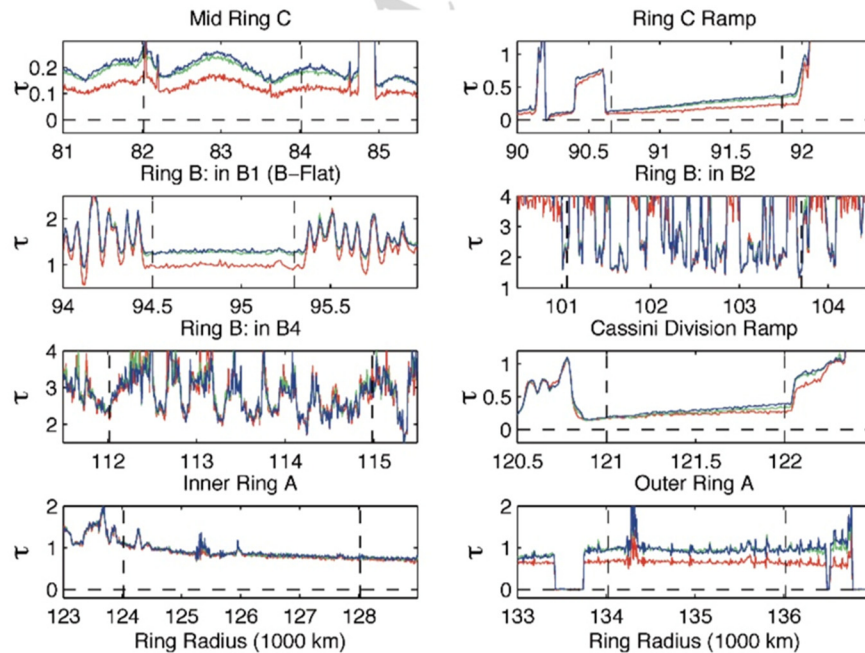 Mid Ring C
Ring C Ramp
τ
0.2
0.1
0
81 82 83 84 85
τ
1
0.5
0
90 90.5 91 91.5 92
Ring B: in B1 (B-Flat)
Ring B: in B2
τ
2
1
94 94.5 95 95.5
τ
4
3
2
1
101 102 103 104
Ring B: in B4
Cassini Division Ramp
τ
4
3
2
112 113 114 115
τ
1
0.5
0
120.5 121 121.5 122
Inner Ring A
Outer Ring A
τ
2
1
0
123 124 125 126 127 128
τ
2
1
0
133 134 135 136
Ring Radius (1000 km)
Ring Radius (1000 km)